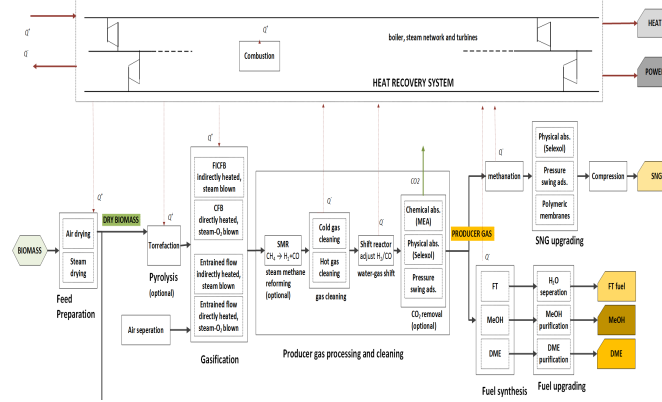 HEAT
Q⁺
Q⁻
Q⁺
Combustion
boiler, steam network and turbines
HEAT RECOVERY SYSTEM
POWE
Q⁺
Q⁺
Q⁺
Q⁻
Q⁻
Q⁻
CO2
BIOMASS
Air drying
Steam
drying
Feed
Preparation
DRY BIOMASS
Torrefaction
Pyrolysis
(optional)
Air seperation
FICFB
indirectly heated,
steam blown
CFB
directly heated,
steam-O₂ blown
Entrained flow
indirectly heated,
steam blown
Entrained flow
directly heated,
steam-O₂ blown
Gasification
SMR
CH₄ → H₂+CO
steam methane
reforming
(optional)
Cold gas
cleaning
Hot gas
cleaning
gas cleaning
Shift reactor
adjust H₂/CO
water-gas shift
Chemical abs.
(MEA)
Physical abs.
(Selexol)
Pressure
swing ads.
CO₂ removal
(optional)
Producer gas processing and cleaning
PRODUCER GAS
methanation
Physical abs.
(Selexol)
Pressure
swing ads.
Polymeric
membranes
SNG upgrading
Compression
SNG
Q⁻
FT
MeOH
DME
Fuel synthesis
H₂O
seperation
MeOH
purification
DME
purification
Fuel upgrading
FT fuel
MeOH
DME